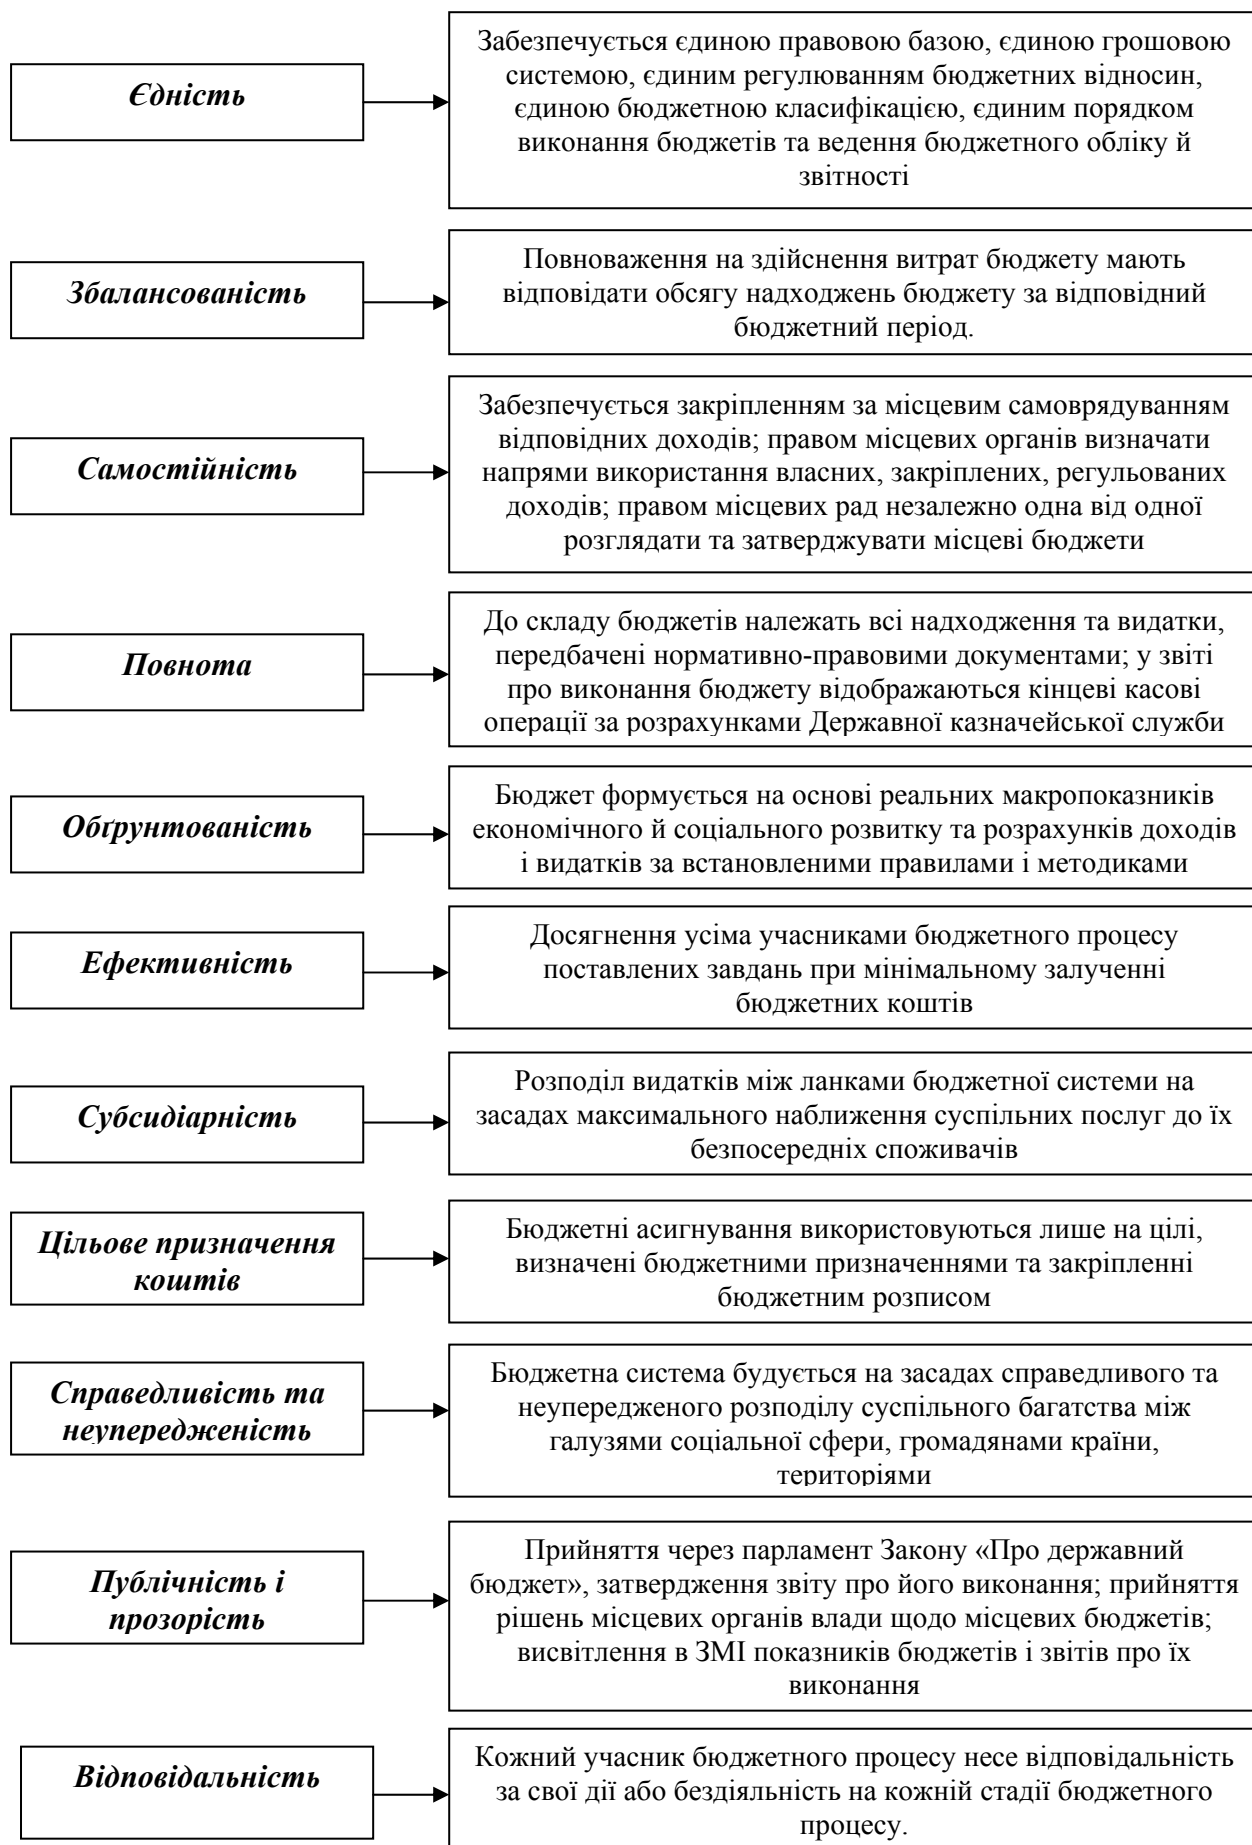 Єдність
Забезпечується єдиною правовою базою, єдиною грошовою
системою, єдиним регулюванням бюджетних відносин,
єдиною бюджетною класифікацією, єдиним порядком
виконання бюджетів та ведення бюджетного обліку й
звітності
Збалансованість
Повноваження на здійснення витрат бюджету мають
відповідати обсягу надходжень бюджету за відповідний
бюджетний період.
Самостійність
Забезпечується закріпленням за місцевим самоврядуванням
відповідних доходів; правом місцевих органів визначати
напрями використання власних, закріплених, регульованих
доходів; правом місцевих рад незалежно одна від одної
розглядати та затверджувати місцеві бюджети
Повнота
До складу бюджетів належать всі надходження та видатки,
передбачені нормативно-правовими документами; у звіті
про виконання бюджету відображаються кінцеві касові
операції за розрахунками Державної казначейської служби
Обґрунтованість
Бюджет формується на основі реальних макропоказників
економічного й соціального розвитку та розрахунків доходів
і видатків за встановленими правилами і методиками
Ефективність
Досягнення усіма учасниками бюджетного процесу
поставлених завдань при мінімальному залученні
бюджетних коштів
Субсидіарність
Розподіл видатків між ланками бюджетної системи на
засадах максимального наближення суспільних послуг до їх
безпосередніх споживачів
Цільове призначення
коштів
Бюджетні асигнування використовуються лише на цілі,
визначені бюджетними призначеннями та закріпленні
бюджетним розписом
Справедливість та
неупередженість
Бюджетна система будується на засадах справедливого та
неупередженого розподілу суспільного багатства між
галузями соціальної сфери, громадянами країни,
територіями
Публічність і
прозорість
Прийняття через парламент Закону «Про державний
бюджет», затвердження звіту про його виконання; прийняття
рішень місцевих органів влади щодо місцевих бюджетів;
висвітлення в ЗМІ показників бюджетів і звітів про їх
виконання
Відповідальність
Кожний учасник бюджетного процесу несе відповідальність
за свої дії або бездіяльність на кожній стадії бюджетного
процесу.